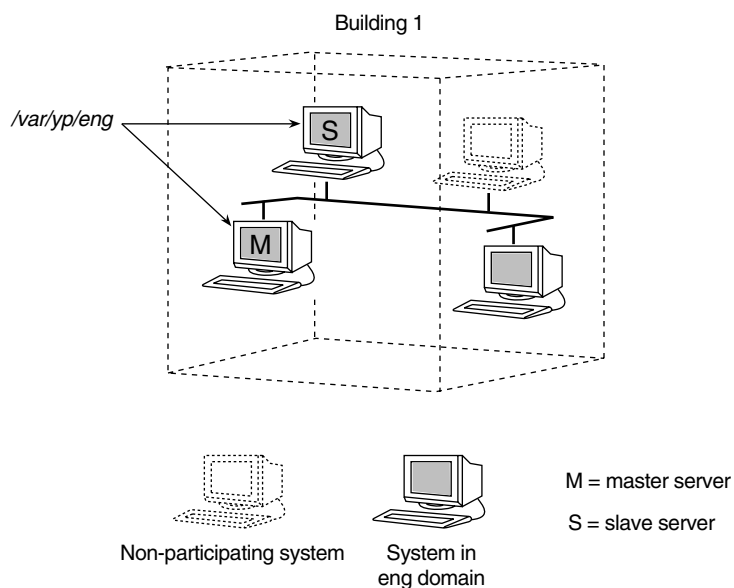 Building 1
/var/yp/eng
S
M
M = master server
S = slave server
Non-participating system
System in
eng domain